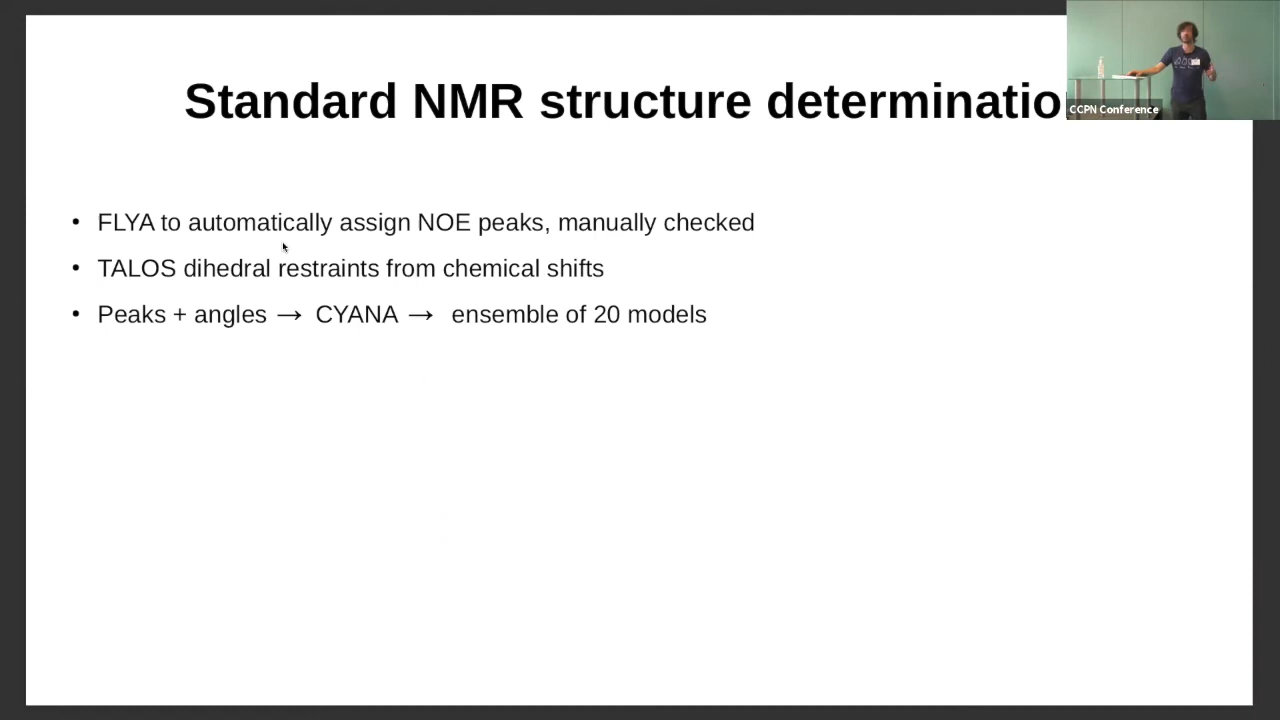 Standard NMR structure determinatio
CCPN Conference
• FLYA to automatically assign NOE peaks, manually checked
• TALOS dihedral restraints from chemical shifts
• Peaks + angles → CYANA → ensemble of 20 models